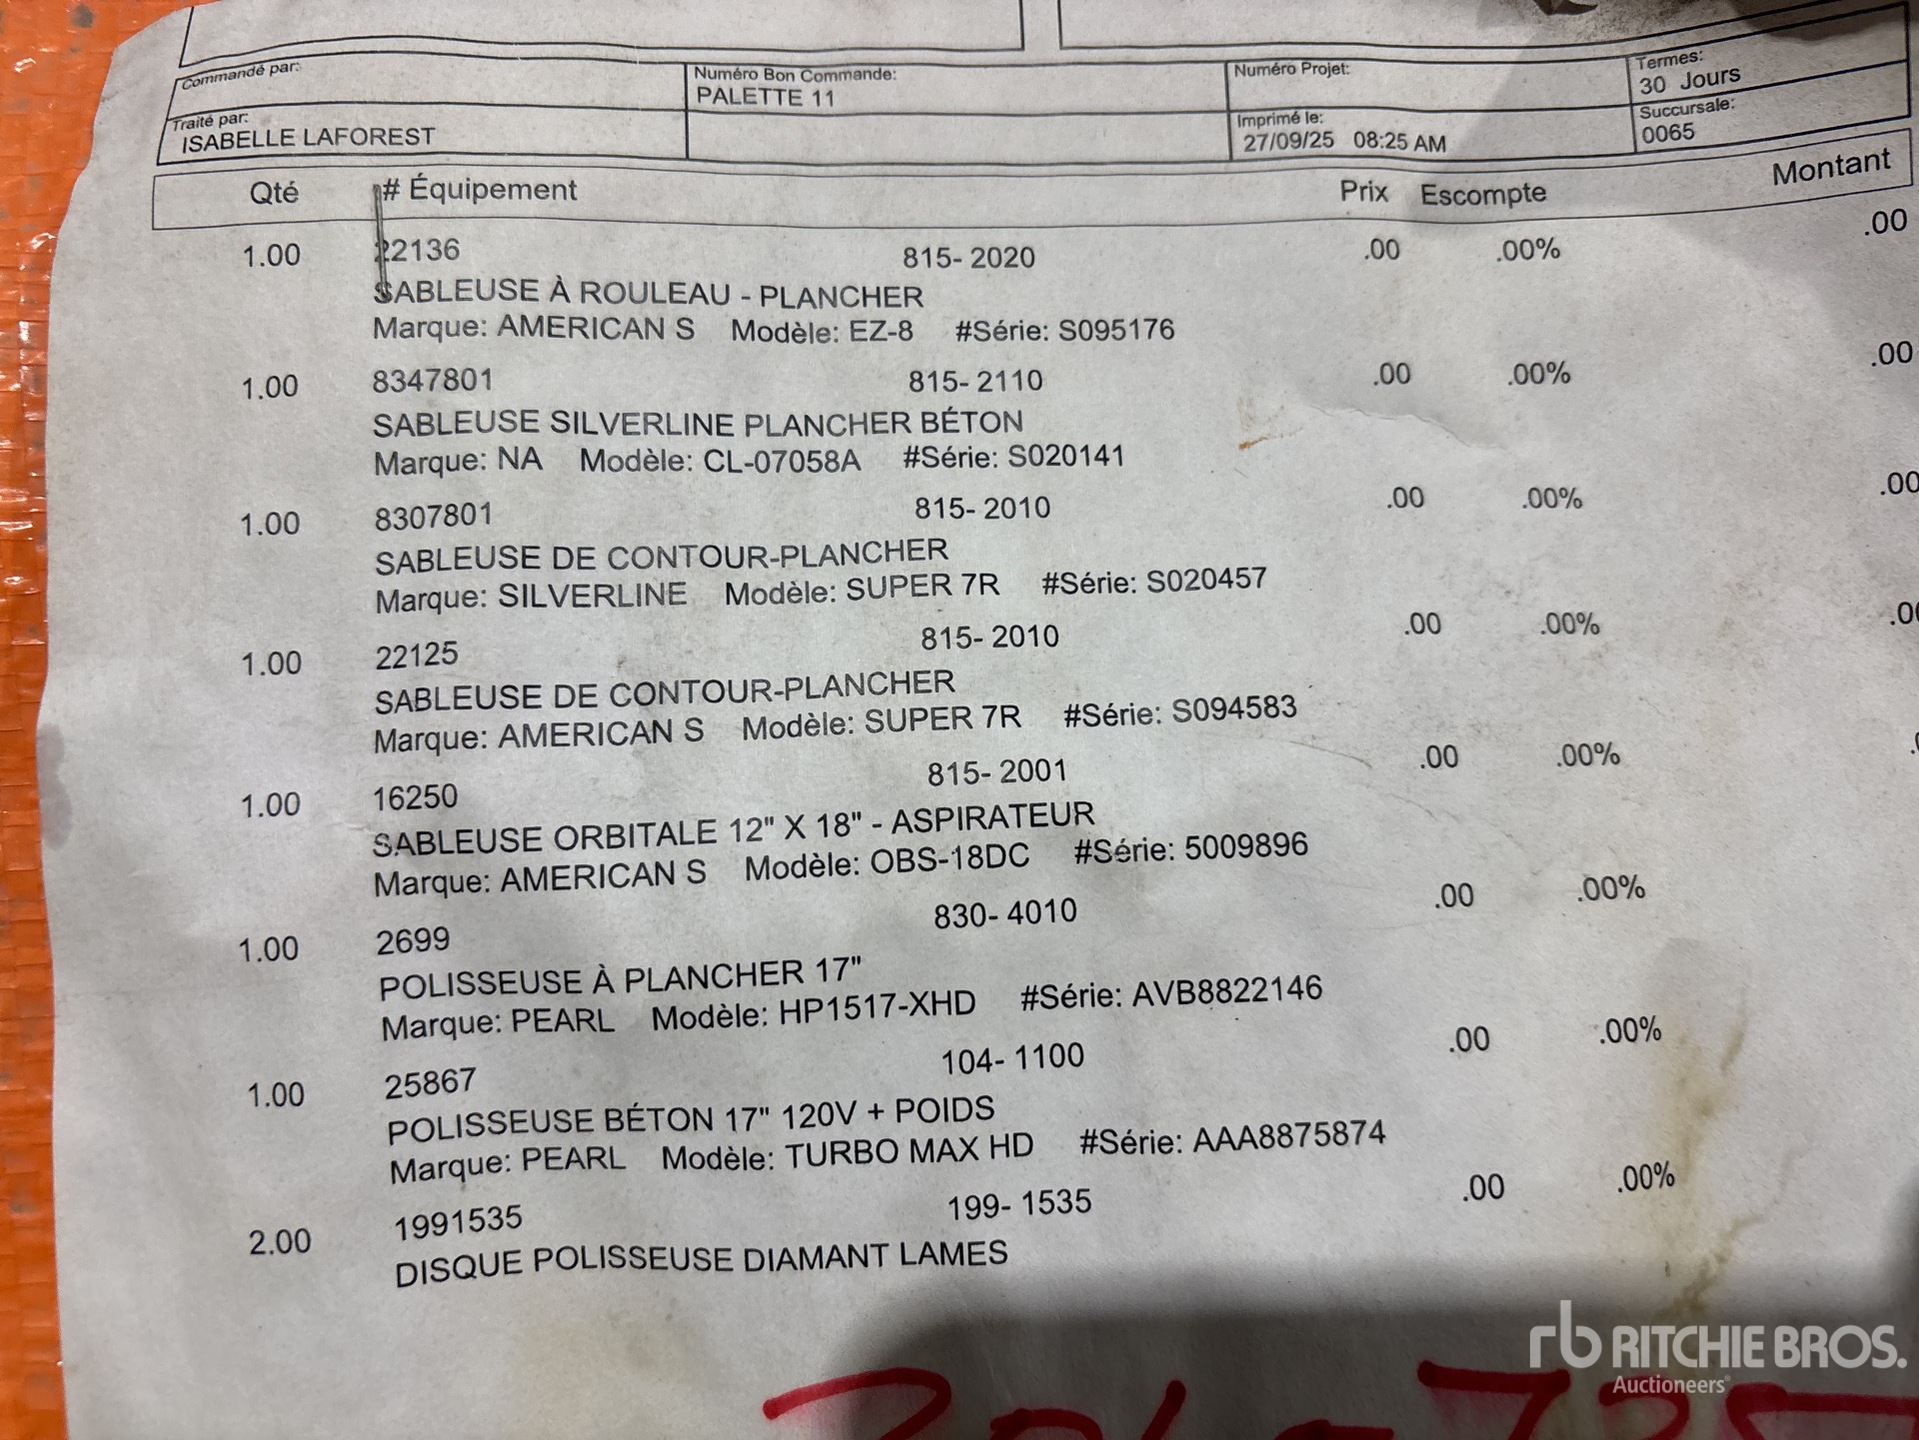 Commandé par:
Numéro Bon Commande:
PALETTE 11
Numéro Projet:
Termes:
30 Jours
Traité par:
ISABELLE LAFOREST
Imprimé le:
27/09/25 08:25 AM
Succursale:
0065
Qté # Équipement Prix Escompte Montant
1.00 22136 815- 2020 .00 .00% .00
SABLEUSE À ROULEAU - PLANCHER
Marque: AMERICAN S Modèle: EZ-8 #Série: S095176
1.00 8347801 815- 2110 .00 .00% .00
SABLEUSE SILVERLINE PLANCHER BÉTON
Marque: NA Modèle: CL-07058A #Série: S020141
1.00 8307801 815- 2010 .00 .00% .00
SABLEUSE DE CONTOUR-PLANCHER
Marque: SILVERLINE Modèle: SUPER 7R #Série: S020457
1.00 22125 815- 2010 .00 .00% .00
SABLEUSE DE CONTOUR-PLANCHER
Marque: AMERICAN S Modèle: SUPER 7R #Série: S094583
1.00 16250 815- 2001 .00 .00%
SABLEUSE ORBITALE 12" X 18" - ASPIRATEUR
Marque: AMERICAN S Modèle: OBS-18DC #Série: 5009896
1.00 2699 830- 4010 .00 .00%
POLISSEUSE À PLANCHER 17"
Marque: PEARL Modèle: HP1517-XHD #Série: AVB8822146
1.00 25867 104- 1100 .00 .00%
POLISSEUSE BÉTON 17" 120V + POIDS
Marque: PEARL Modèle: TURBO MAX HD #Série: AAA8875874
2.00 1991535 199- 1535 .00 .00%
DISQUE POLISSEUSE DIAMANT LAMES
rb RITCHIE BROS.
Auctioneers